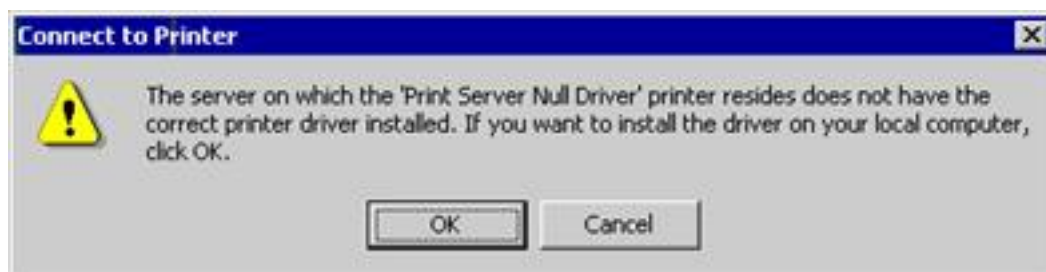 Connect to Printer
The server on which the 'Print Server Null Driver' printer resides does not have the
correct printer driver installed. If you want to install the driver on your local computer,
click OK.
OK
Cancel